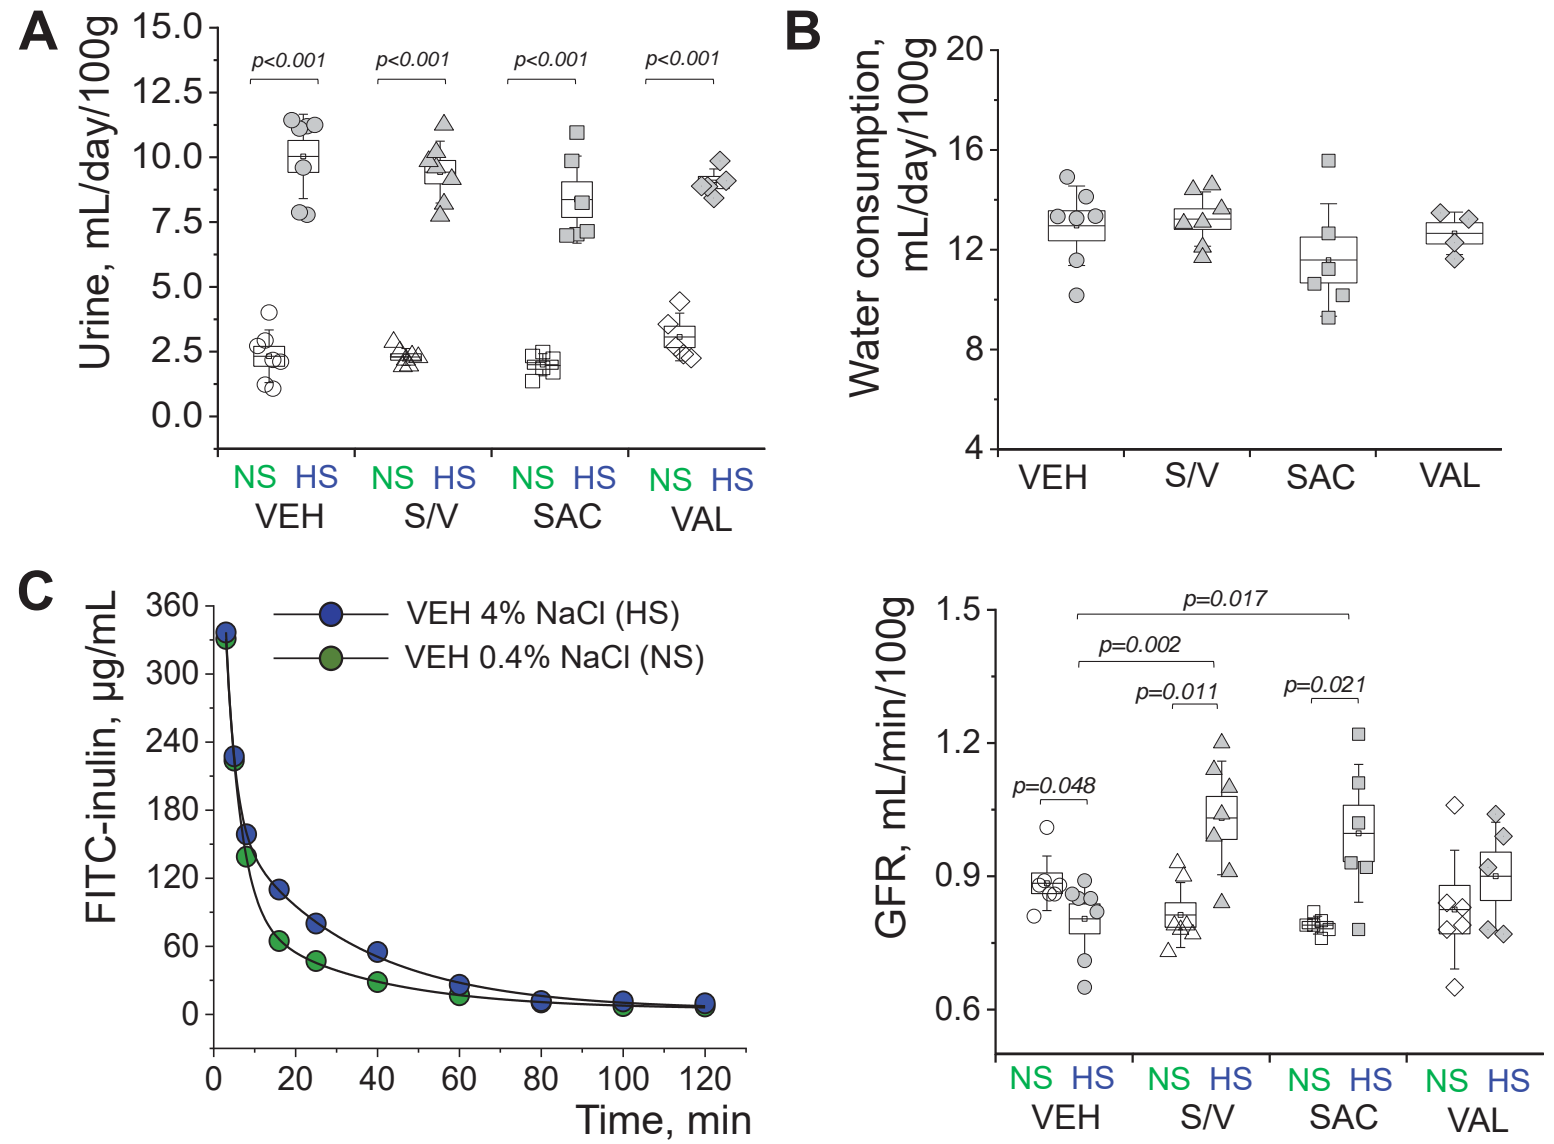 A
Urine, mL/day/100g
15.0
12.5
10.0
7.5
5.0
2.5
0.0
p<0.001
p<0.001
p<0.001
p<0.001
NS HS NS HS NS HS NS HS
VEH S/V SAC VAL
B
Water consumption,
mL/day/100g
20
16
12
8
4
VEH S/V SAC VAL
C
FITC-inulin, µg/mL
360
300
240
180
120
60
0
VEH 4% NaCl (HS)
VEH 0.4% NaCl (NS)
0 20 40 60 80 100 120
Time, min
GFR, mL/min/100g
1.5
1.2
0.9
0.6
p=0.017
p=0.002
p=0.011
p=0.021
p=0.048
NS HS NS HS NS HS NS HS
VEH S/V SAC VAL